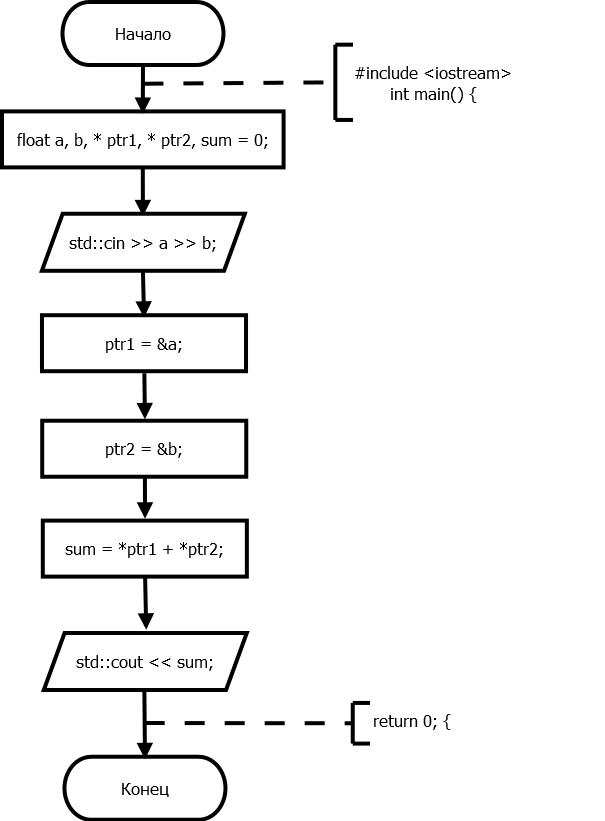 Начало
#include <iostream>
int main() {
float a, b, * ptr1, * ptr2, sum = 0;
std::cin >> a >> b;
ptr1 = &a;
ptr2 = &b;
sum = *ptr1 + *ptr2;
std::cout << sum;
return 0; {
Конец